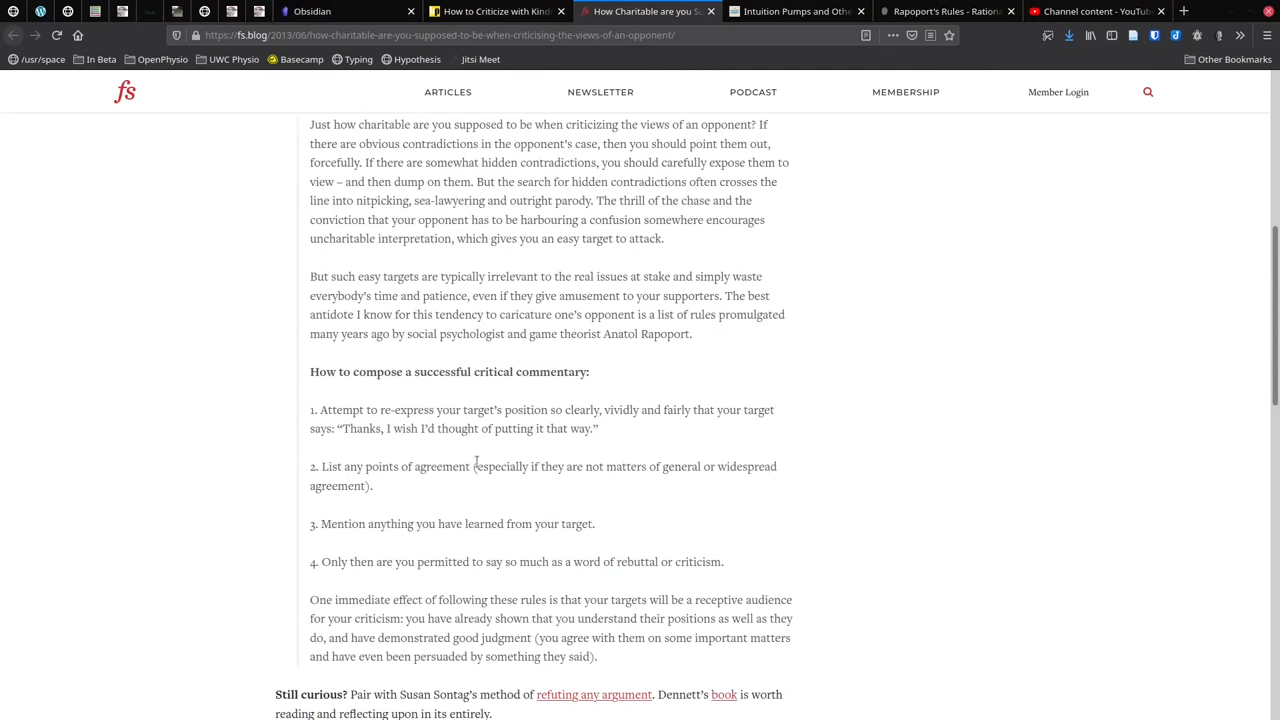 Obsidian
How to Criticize with Kind
How Charitable are you S
Intuition Pumps and Othe
Rapoport's Rules - Rationa
Channel content - YouTub
https://fs.blog/2013/06/how-charitable-are-you-supposed-to-be-when-criticising-the-views-of-an-opponent/
/usr/space In Beta OpenPhysio UWC Physio Basecamp Typing Hypothesis Jitsi Meet Other Bookmarks
fs ARTICLES NEWSLETTER PODCAST MEMBERSHIP Member Login
Just how charitable are you supposed to be when criticizing the views of an opponent? If
there are obvious contradictions in the opponent’s case, then you should point them out,
forcefully. If there are somewhat hidden contradictions, you should carefully expose them to
view – and then dump on them. But the search for hidden contradictions often crosses the
line into nitpicking, sea-lawyering and outright parody. The thrill of the chase and the
conviction that your opponent has to be harbouring a confusion somewhere encourages
uncharitable interpretation, which gives you an easy target to attack.
But such easy targets are typically irrelevant to the real issues at stake and simply waste
everybody’s time and patience, even if they give amusement to your supporters. The best
antidote I know for this tendency to caricature one’s opponent is a list of rules promulgated
many years ago by social psychologist and game theorist Anatol Rapoport.
How to compose a successful critical commentary:
1. Attempt to re-express your target’s position so clearly, vividly and fairly that your target
says: “Thanks, I wish I’d thought of putting it that way.”
2. List any points of agreement (especially if they are not matters of general or widespread
agreement).
3. Mention anything you have learned from your target.
4. Only then are you permitted to say so much as a word of rebuttal or criticism.
One immediate effect of following these rules is that your targets will be a receptive audience
for your criticism: you have already shown that you understand their positions as well as they
do, and have demonstrated good judgment (you agree with them on some important matters
and have even been persuaded by something they said).
Still curious? Pair with Susan Sontag’s method of refuting any argument. Dennett’s book is worth
reading and reflecting upon in its entirely.